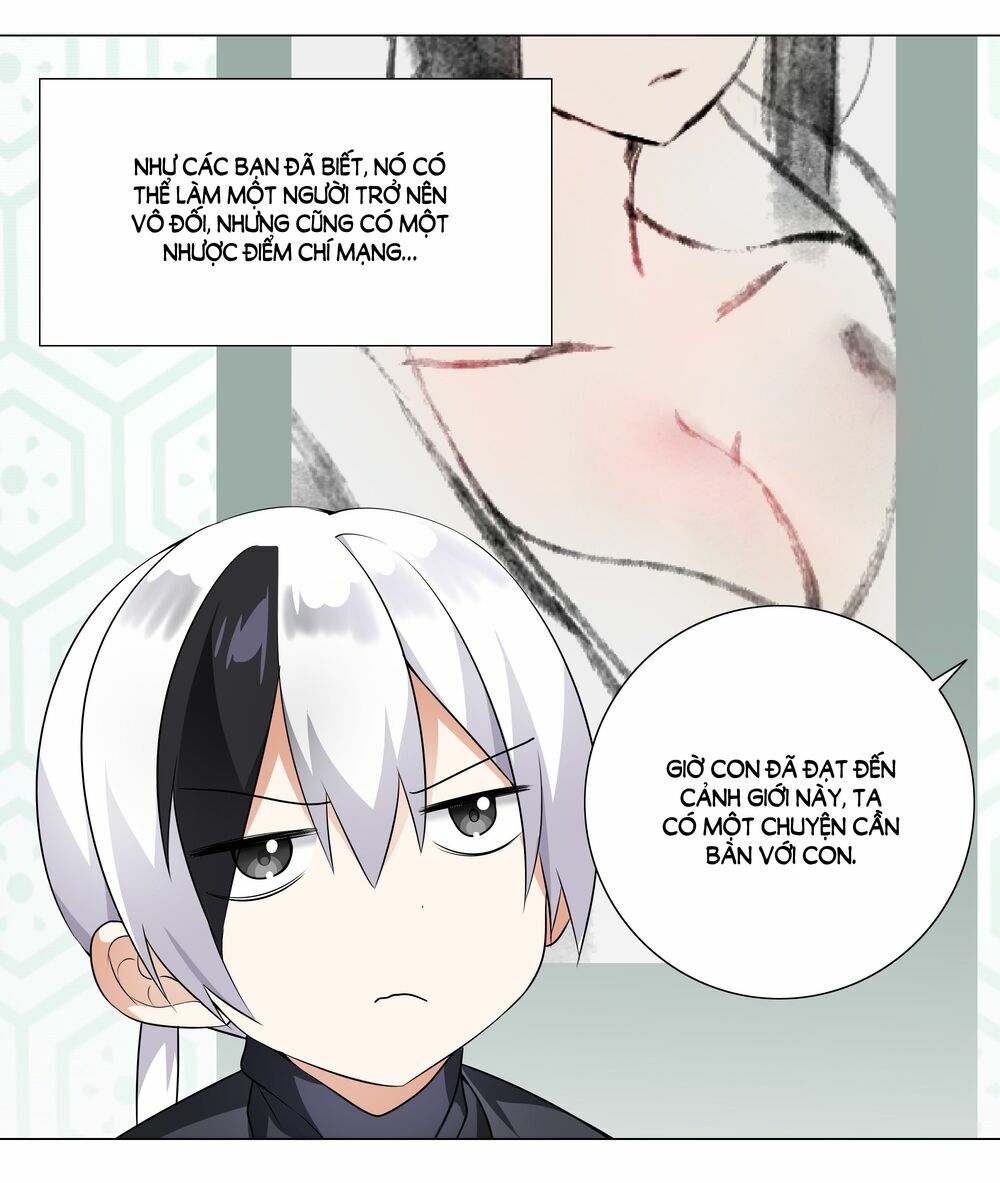 NHƯ CÁC BẠN ĐÃ BIẾT, NÓ CÓ
THỂ LÀM MỘT NGƯỜI TRỞ NÊN
VÔ ĐỐI, NHƯNG CŨNG CÓ MỘT
NHƯỢC ĐIỂM CHÍ MẠNG...
GIỜ CON ĐÃ ĐẠT ĐẾN
CẢNH GIỚI NÀY, TA
CÓ MỘT CHUYỆN CẦN
BÀN VỚI CON.